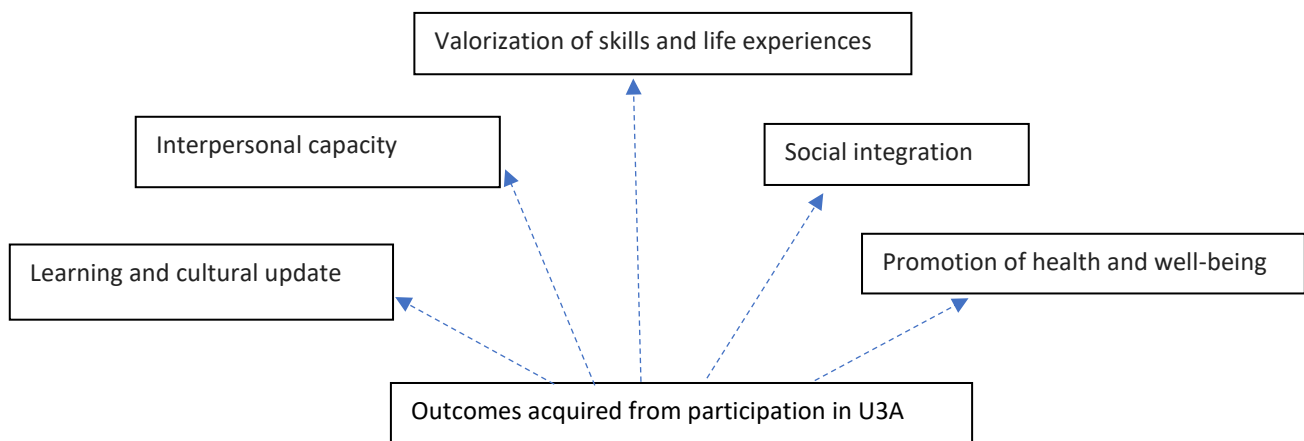 Valorization of skills and life experiences
Interpersonal capacity
Social integration
Learning and cultural update
Promotion of health and well-being
Outcomes acquired from participation in U3A